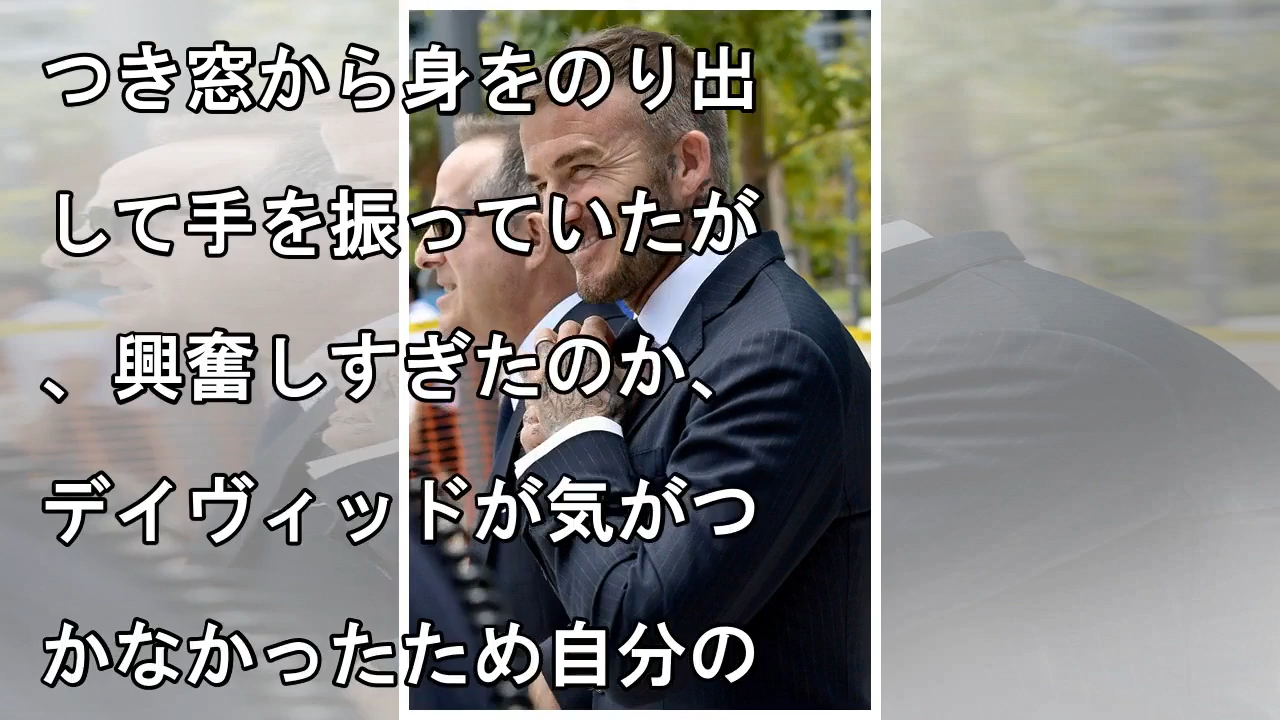 つき窓から身をのり出
して手を振っていたが
、興奮しすぎたのか、
デイヴィッドが気がつ
かなかったため自分の